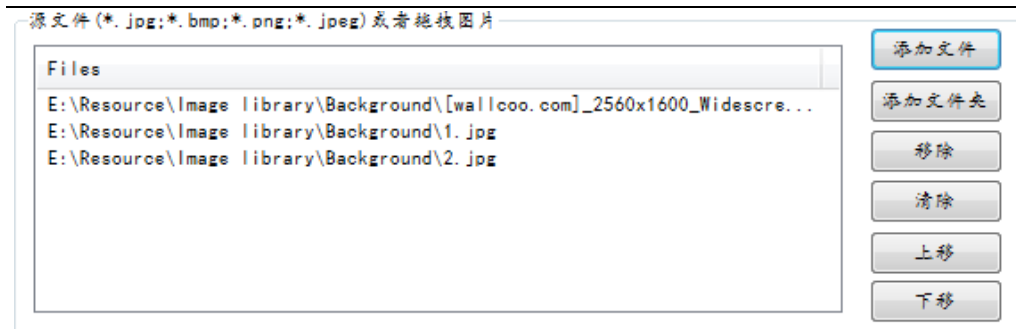 源文件(*.jpg;*.bmp;*.png;*.jpeg)或者拖拽图片
Files
E:\Resource\Image library\Background\[wallcoo.com]_2560x1600_Widescre...
E:\Resource\Image library\Background\1.jpg
E:\Resource\Image library\Background\2.jpg
添加文件
添加文件夹
移除
清除
上移
下移